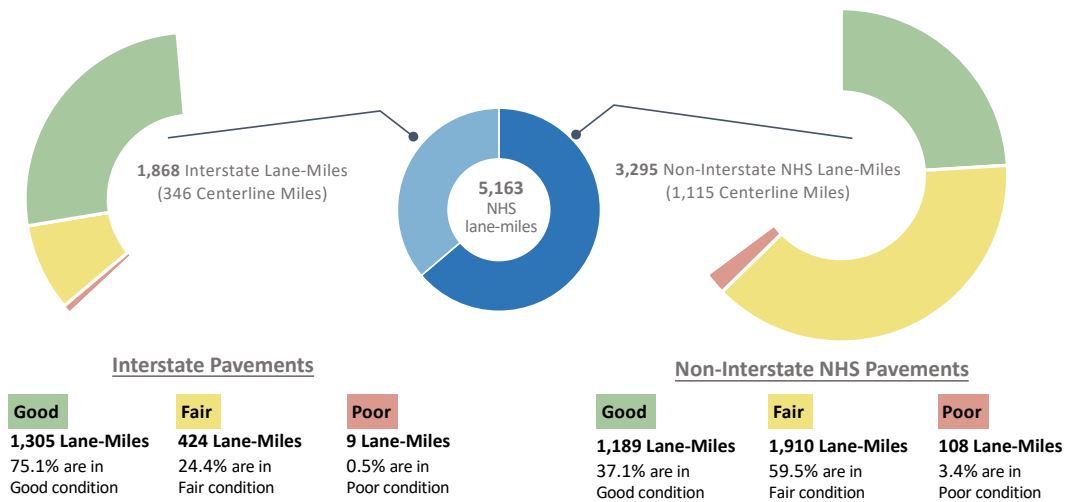 1,868 Interstate Lane-Miles
(346 Centerline Miles)
5,163
NHS
lane-miles
3,295 Non-Interstate NHS Lane-Miles
(1,115 Centerline Miles)
Interstate Pavements
Good
1,305 Lane-Miles
75.1% are in
Good condition
Fair
424 Lane-Miles
24.4% are in
Fair condition
Poor
9 Lane-Miles
0.5% are in
Poor condition
Non-Interstate NHS Pavements
Good
1,189 Lane-Miles
37.1% are in
Good condition
Fair
1,910 Lane-Miles
59.5% are in
Fair condition
Poor
108 Lane-Miles
3.4% are in
Poor condition